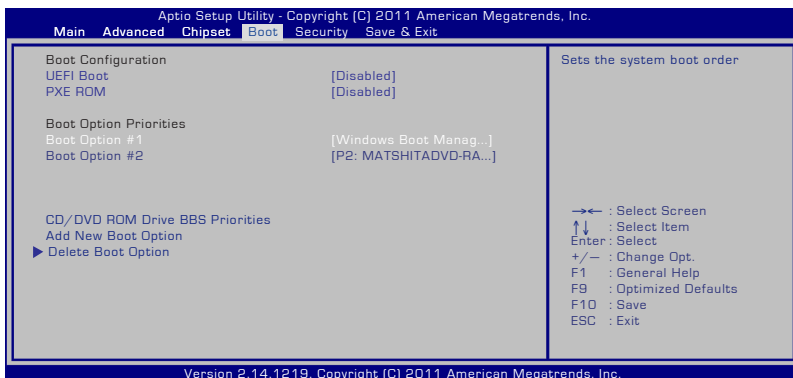 Aptio Setup Utility - Copyright (C) 2011 American Megatrends, Inc.
Main Advanced Chipset Boot Security Save & Exit
Boot Configuration
UEFI Boot [Disabled]
PXE ROM [Disabled]
Boot Option Priorities
Boot Option #1 [Windows Boot Manag...]
Boot Option #2 [P2: MATSHITADVD-RA...]
CD/DVD ROM Drive BBS Priorities
Add New Boot Option
▶ Delete Boot Option
Sets the system boot order
→← : Select Screen
↑↓ : Select Item
Enter : Select
+/— : Change Opt.
F1 : General Help
F9 : Optimized Defaults
F10 : Save
ESC : Exit
Version 2.14.1219. Copyright (C) 2011 American Megatrends, Inc.